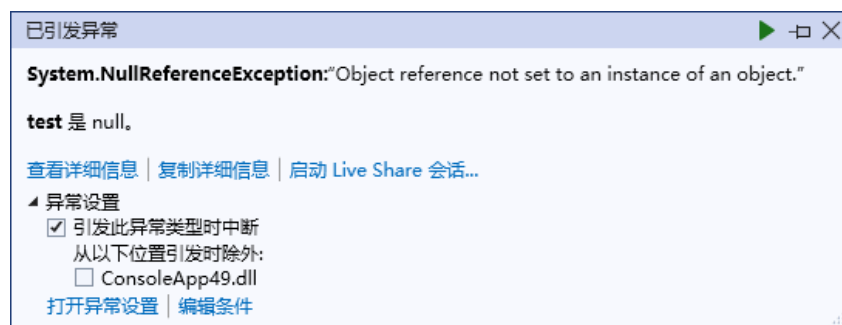 已引发异常
System.NullReferenceException:“Object reference not set to an instance of an object.”
test 是 null。
查看详细信息 | 复制详细信息 | 启动 Live Share 会话...
异常设置
引发此异常类型时中断
从以下位置引发时除外:
ConsoleApp49.dll
打开异常设置 | 编辑条件